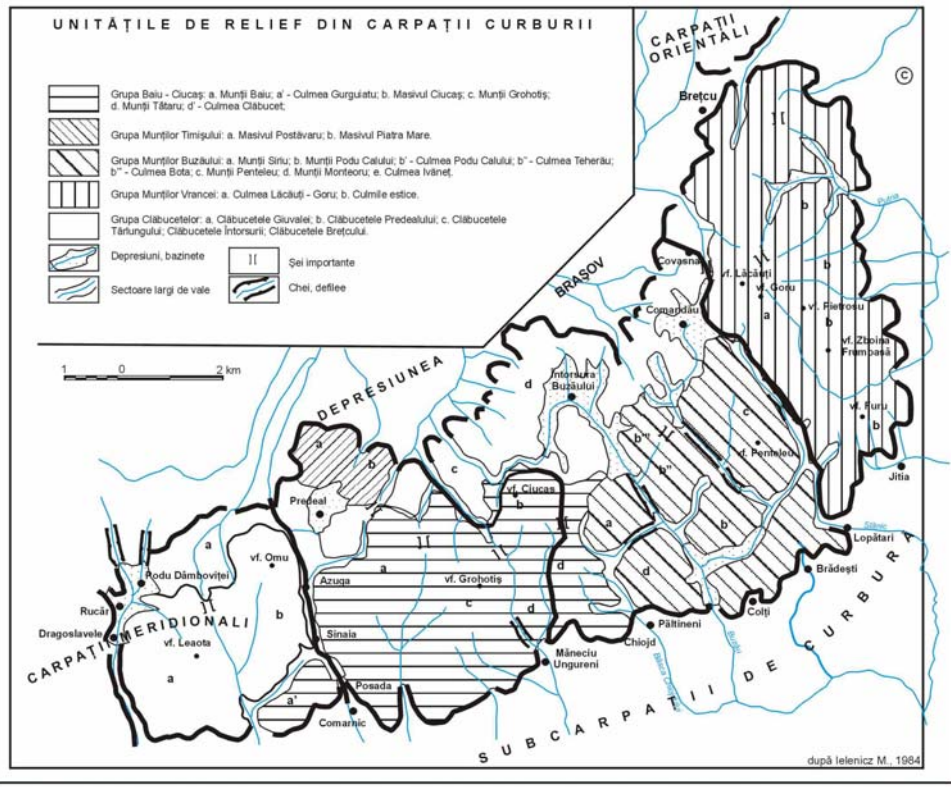 UNITĂȚILE DE RELIEF DIN CARPAȚII CURBURII
Grupa Baiu - Ciucaș: a. Munții Baiu; a' - Culmea Gurguiatu; b. Masivul Ciucaș; c. Munții Grohotiș;
d. Munții Tătaru; d' - Culmea Clăbucet;
Grupa Munților Timișului: a. Masivul Postăvaru; b. Masivul Piatra Mare.
Grupa Munților Buzăului: a. Munții Siriu; b. Munții Podu Calului; b' - Culmea Podu Calului; b'' - Culmea Teherău;
b''' - Culmea Bota; c. Munții Penteleu; d. Munții Monteoru; e. Culmea Ivăneț.
Grupa Munților Vrancei: a. Culmea Lăcăuți - Goru; b. Culmile estice.
Grupa Clăbucetelor: a. Clăbucetele Giuvalei; b. Clăbucetele Predealului; c. Clăbucetele
Tărlungului; Clăbucetele Întorsurii; Clăbucetele Brețcului.
Depresiuni, bazinete
Șei importante
Sectoare largi de vale
Chei, defilee
1 0 2 km
CARPAȚII
ORIENTALI
C
Brețcu
b
Putna
Covasna
vf. Lăcăuți
vf. Goru
b
BRAȘOV
Comandău
a
vf. Pietrosu
b
vf. Zboina
Frumoasă
DEPRESIUNEA
d
Întorsura
Buzăului
c
vf. Furu
b
b'''
vf. Penteleu
Jitia
a
b
c
b''
Predeal
vf. Ciucaș
b
a
b'
Slănic
Lopătari
a
vf. Omu
a
d
d
Brădești
Podu Dâmboviței
Azuga
vf. Grohotiș
c
b
d
Colți
Rucăr
Dragoslavele
Sinaia
Păltineni
CARPAȚII MERIDIONALI
vf. Leaota
Chiojd
Măneciu
Ungureni
Buzău
a
Posada
a'
Comarnic
SUBCARPAȚII DE CURBURĂ
după Ielenicz M., 1984